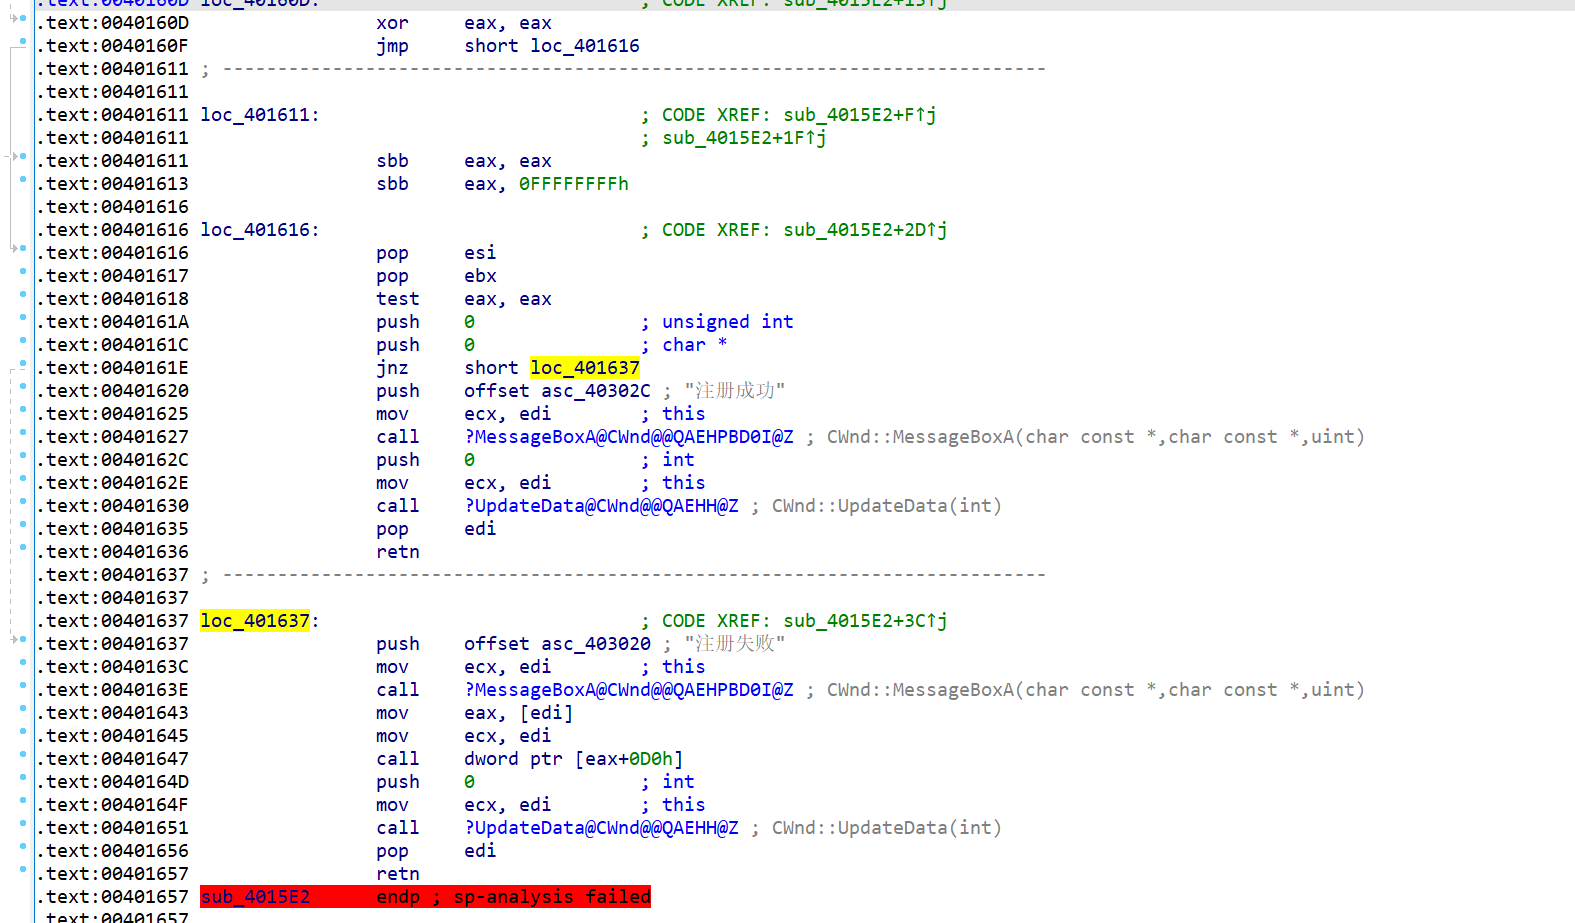 .text:0040160D loc_40160D: ; CODE XREF: sub_4015E2+15↑j
.text:0040160D xor eax, eax
.text:0040160F jmp short loc_401616
.text:00401611 ; ---------------------------------------------------------------------------
.text:00401611
.text:00401611 loc_401611: ; CODE XREF: sub_4015E2+F↑j
.text:00401611 ; sub_4015E2+1F↑j
.text:00401611 sbb eax, eax
.text:00401613 sbb eax, 0FFFFFFFFh
.text:00401616
.text:00401616 loc_401616: ; CODE XREF: sub_4015E2+2D↑j
.text:00401616 pop esi
.text:00401617 pop ebx
.text:00401618 test eax, eax
.text:0040161A push 0 ; unsigned int
.text:0040161C push 0 ; char *
.text:0040161E jnz short loc_401637
.text:00401620 push offset asc_40302C ; "注册成功"
.text:00401625 mov ecx, edi ; this
.text:00401627 call ?MessageBoxA@CWnd@@QAEHPBD0I@Z ; CWnd::MessageBoxA(char const *,char const *,uint)
.text:0040162C push 0 ; int
.text:0040162E mov ecx, edi ; this
.text:00401630 call ?UpdateData@CWnd@@QAEHH@Z ; CWnd::UpdateData(int)
.text:00401635 pop edi
.text:00401636 retn
.text:00401637 ; ---------------------------------------------------------------------------
.text:00401637
.text:00401637 loc_401637: ; CODE XREF: sub_4015E2+3C↑j
.text:00401637 push offset asc_403020 ; "注册失败"
.text:0040163C mov ecx, edi ; this
.text:0040163E call ?MessageBoxA@CWnd@@QAEHPBD0I@Z ; CWnd::MessageBoxA(char const *,char const *,uint)
.text:00401643 mov eax, [edi]
.text:00401645 mov ecx, edi
.text:00401647 call dword ptr [eax+0D0h]
.text:0040164D push 0 ; int
.text:0040164F mov ecx, edi ; this
.text:00401651 call ?UpdateData@CWnd@@QAEHH@Z ; CWnd::UpdateData(int)
.text:00401656 pop edi
.text:00401657 retn
.text:00401657 sub_4015E2 endp ; sp-analysis failed
.text:00401657